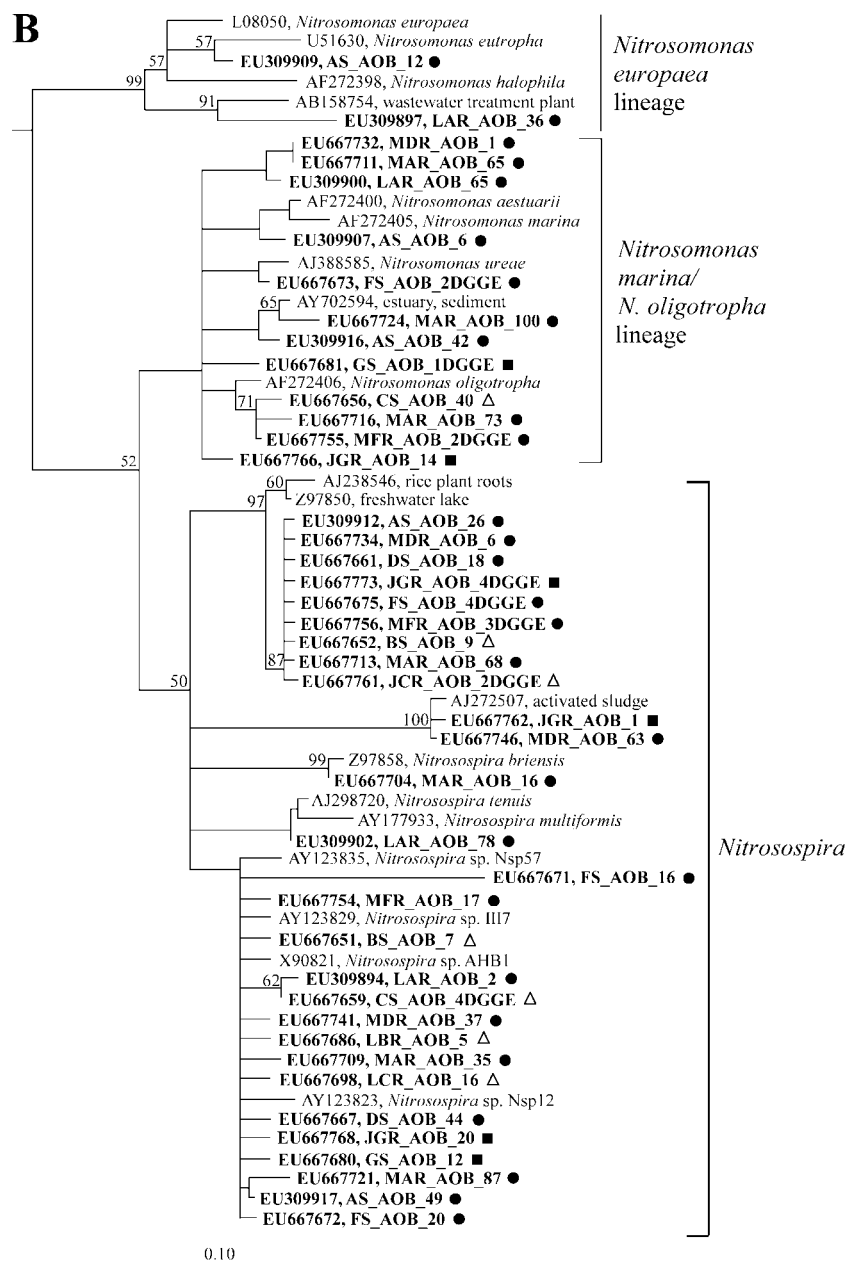 B
L08050, Nitrosomonas europaea
57
U51630, Nitrosomonas eutropha
57
EU309909, AS_AOB_12
99
AF272398, Nitrosomonas halophila
91
AB158754, wastewater treatment plant
EU309897, LAR_AOB_36
Nitrosomonas
europaea
lineage
EU667732, MDR_AOB_1
EU667711, MAR_AOB_65
EU309900, LAR_AOB_65
AF272400, Nitrosomonas aestuarii
AF272405, Nitrosomonas marina
EU309907, AS_AOB_6
AJ388585, Nitrosomonas ureae
EU667673, FS_AOB_2DGGE
65
AY702594, estuary, sediment
EU667724, MAR_AOB_100
EU309916, AS_AOB_42
EU667681, GS_AOB_1DGGE
AF272406, Nitrosomonas oligotropha
71
EU667656, CS_AOB_40
EU667716, MAR_AOB_73
EU667755, MFR_AOB_2DGGE
52
EU667766, JGR_AOB_14
Nitrosomonas
marina/
N. oligotropha
lineage
60
AJ238546, rice plant roots
97
Z97850, freshwater lake
EU309912, AS_AOB_26
EU667734, MDR_AOB_6
EU667661, DS_AOB_18
EU667773, JGR_AOB_4DGGE
EU667675, FS_AOB_4DGGE
EU667756, MFR_AOB_3DGGE
EU667652, BS_AOB_9
87
EU667713, MAR_AOB_68
EU667761, JCR_AOB_2DGGE
50
AJ272507, activated sludge
100
EU667762, JGR_AOB_1
EU667746, MDR_AOB_63
99
Z97858, Nitrosospira briensis
EU667704, MAR_AOB_16
AJ298720, Nitrosospira tenuis
AY177933, Nitrosospira multiformis
EU309902, LAR_AOB_78
AY123835, Nitrosospira sp. Nsp57
EU667671, FS_AOB_16
EU667754, MFR_AOB_17
AY123829, Nitrosospira sp. III7
EU667651, BS_AOB_7
X90821, Nitrosospira sp. AHB1
62
EU309894, LAR_AOB_2
EU667659, CS_AOB_4DGGE
EU667741, MDR_AOB_37
EU667686, LBR_AOB_5
EU667709, MAR_AOB_35
EU667698, LCR_AOB_16
AY123823, Nitrosospira sp. Nsp12
EU667667, DS_AOB_44
EU667768, JGR_AOB_20
EU667680, GS_AOB_12
EU667721, MAR_AOB_87
EU309917, AS_AOB_49
EU667672, FS_AOB_20
Nitrosospira
0.10